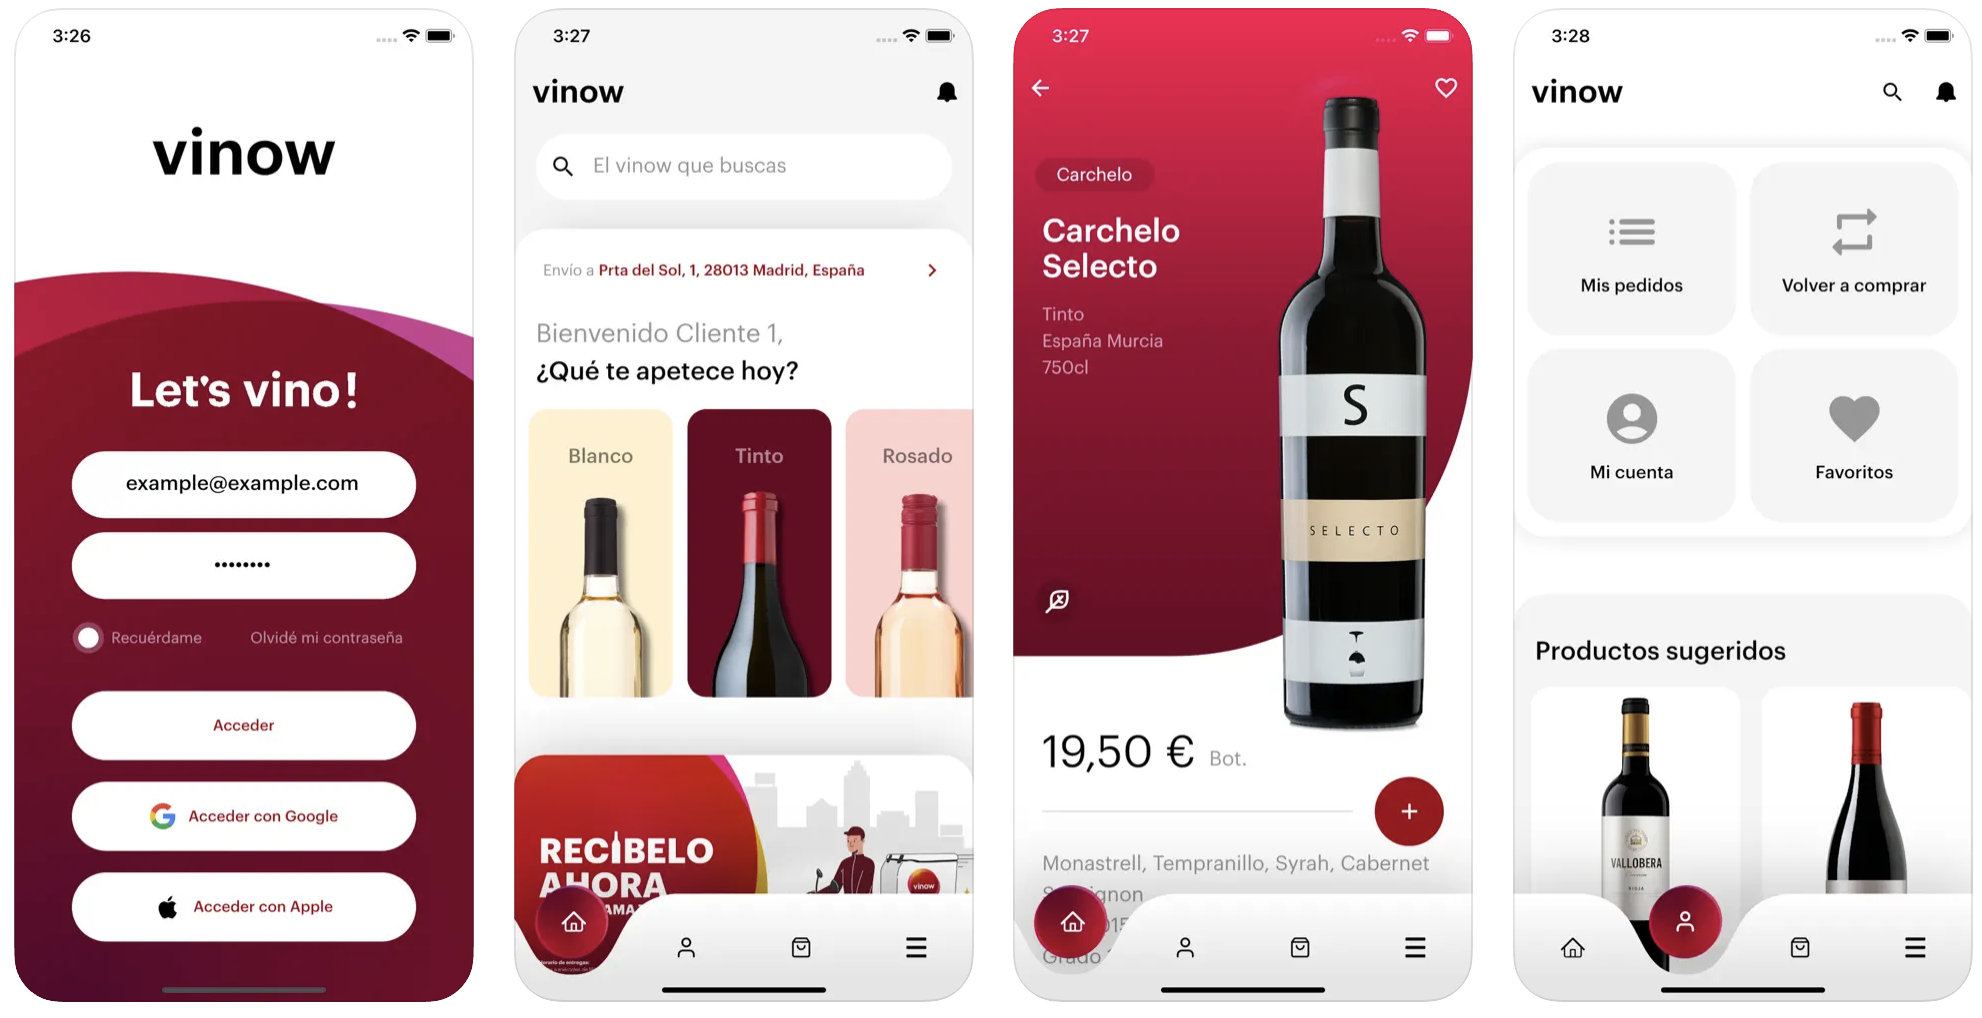 3:26
vinow
Let's vino!
example@example.com
••••••••
Recuérdame
Olvidé mi contraseña
Acceder
Acceder con Google
Acceder con Apple
3:27
vinow
El vinow que buscas
Envío a Prta del Sol, 1, 28013 Madrid, España
Bienvenido Cliente 1,
¿Qué te apetece hoy?
Blanco
Tinto
Rosado
RECÍBELO
AHORA
vinow
3:27
Carchelo
Carchelo
Selecto
Tinto
España Murcia
750cl
S
SELECTO
19,50 € Bot.
Monastrell, Tempranillo, Syrah, Cabernet
Grado
3:28
vinow
Mis pedidos
Volver a comprar
Mi cuenta
Favoritos
Productos sugeridos
VALLOBERA
RIOJA